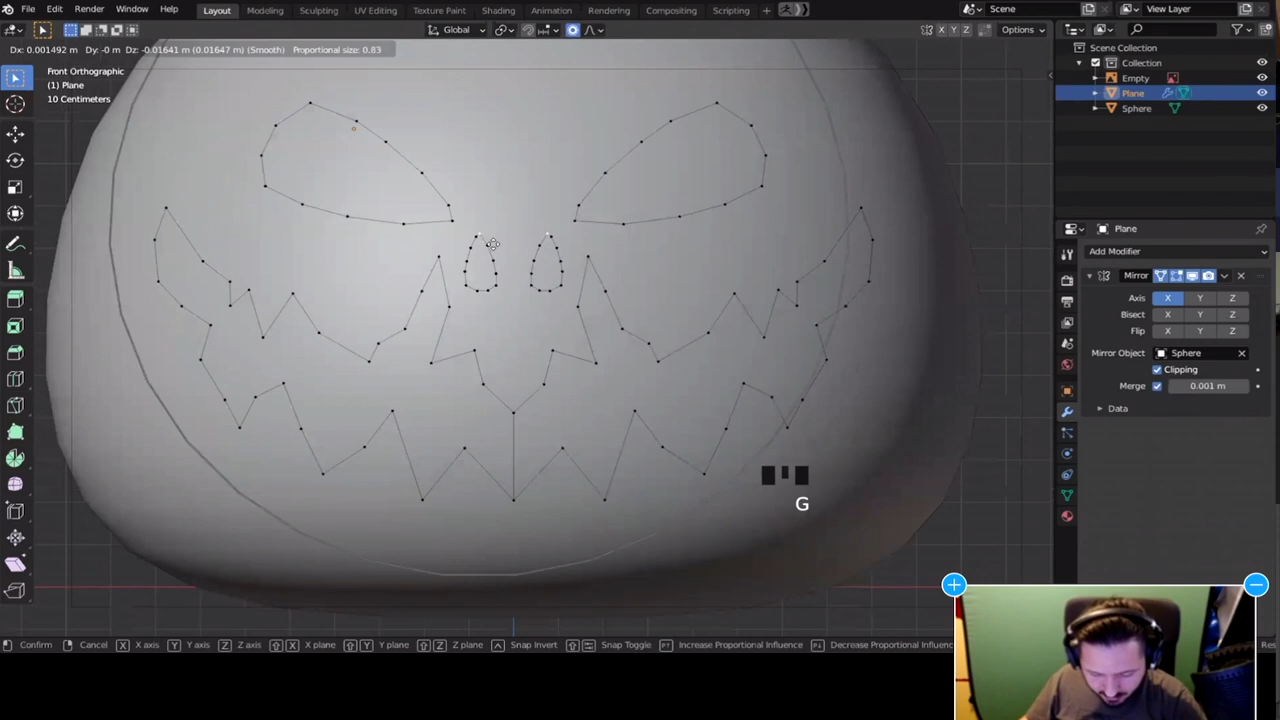 File Edit Render Window Help Layout Modeling Sculpting UV Editing Texture Paint Shading Animation Rendering Compositing Scripting + Scene View Layer
Global Options
X Y Z
Dx: 0.001492 m Dy: -0 m Dz: -0.01641 m (0.01647 m) (Smooth) Proportional size: 0.83
Front Orthographic
(1) Plane
10 Centimeters
Scene Collection
Collection
Empty
Plane
Sphere
Plane
Add Modifier
Mirror
Axis X Y Z
Bisect X Y Z
Flip X Y Z
Mirror Object Sphere
Clipping
Merge 0.001 m
Data
G
Confirm Cancel X X axis Y Y axis Z Z axis X X plane Y Y plane Z Z plane Snap Invert Snap Toggle Increase Proportional Influence Decrease Proportional Influenc